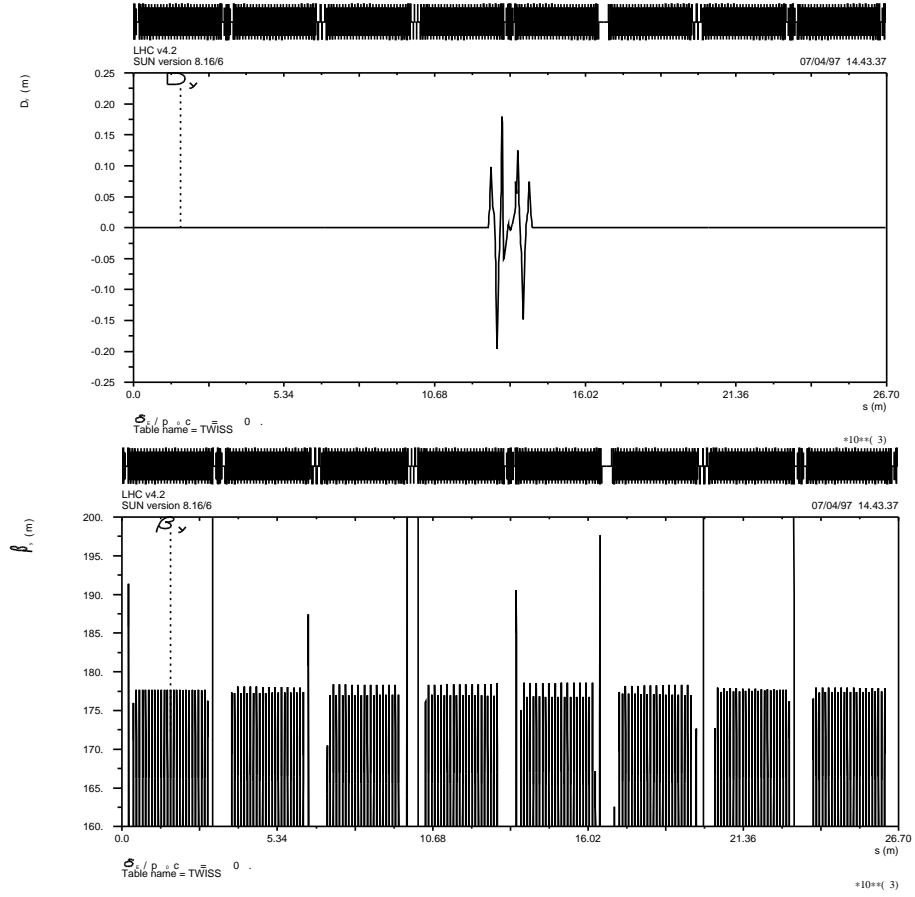 LHC v4.2
SUN version 8.16/6 07/04/97 14.43.37
D, (m)
D y
0.25
0.20
0.15
0.10
0.05
0.0
-0.05
-0.10
-0.15
-0.20
-0.25
0.0 5.34 10.68 16.02 21.36 26.70
s (m)
δ E / p 0 c = 0 .
Table name = TWISS
*10**( 3)
LHC v4.2
SUN version 8.16/6 07/04/97 14.43.37
β, (m)
β y
200.
195.
190.
185.
180.
175.
170.
165.
160.
0.0 5.34 10.68 16.02 21.36 26.70
s (m)
δ E / p 0 c = 0 .
Table name = TWISS
*10**( 3)